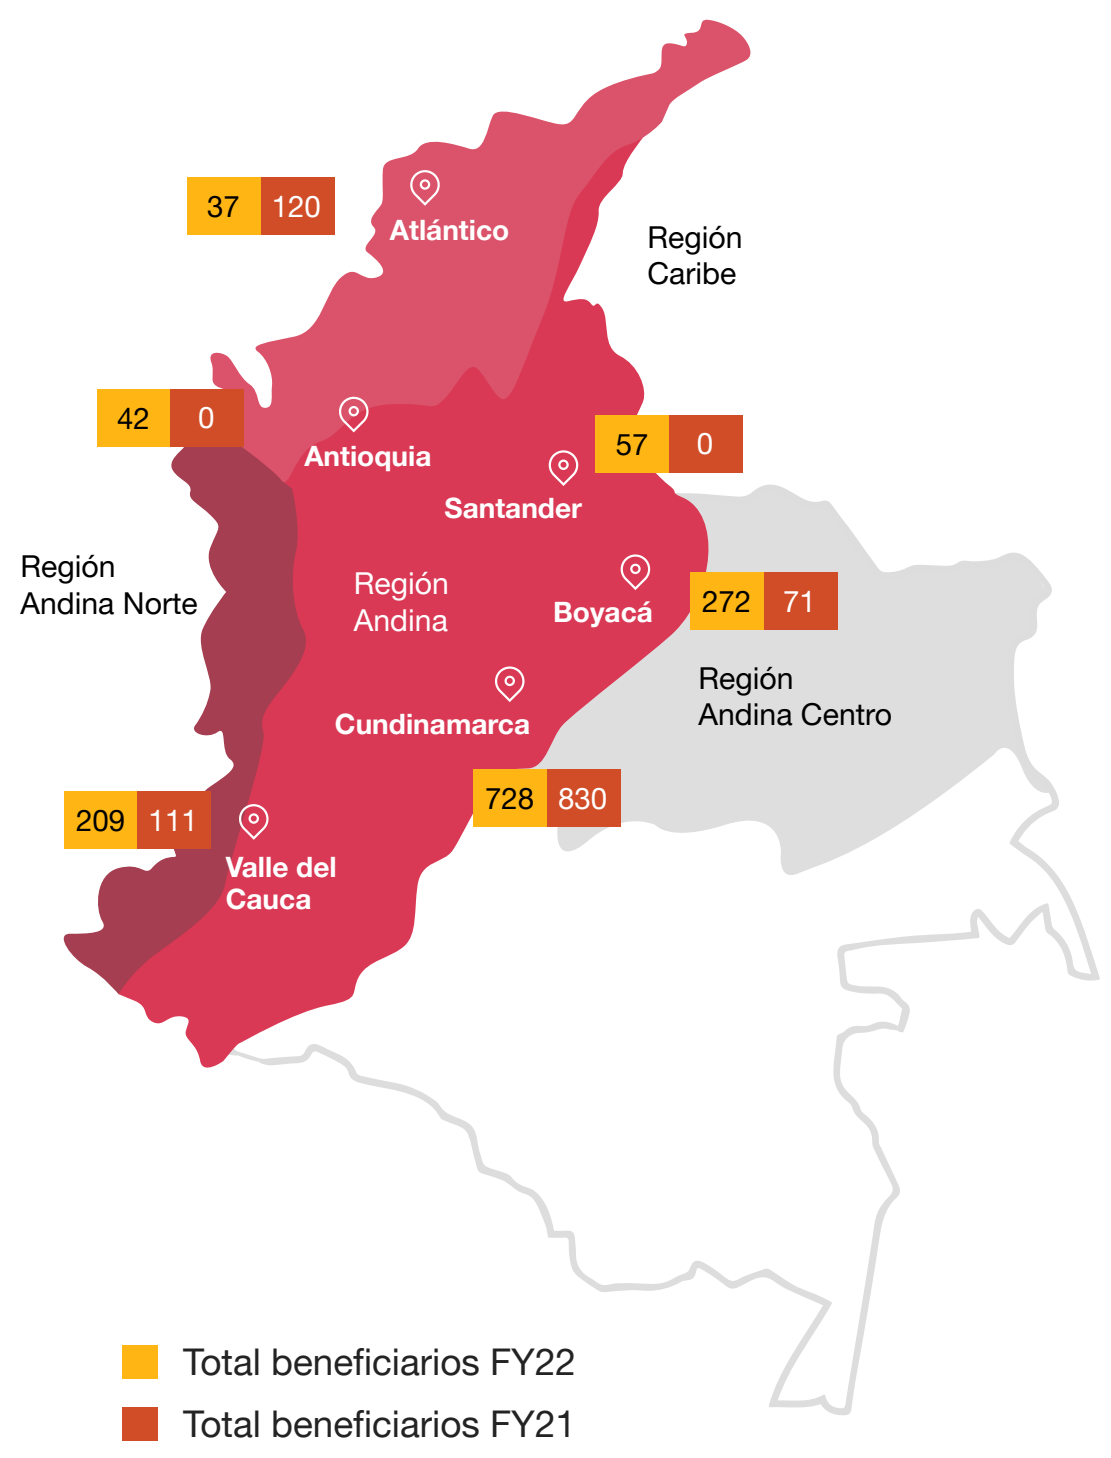 37 120
Atlántico
Región
Caribe
42 0
Antioquia
57 0
Santander
Región
Andina Norte
Región
Andina
Boyacá
272 71
Región
Andina Centro
Cundinamarca
728 830
209 111
Valle del
Cauca
Total beneficiarios FY22
Total beneficiarios FY21